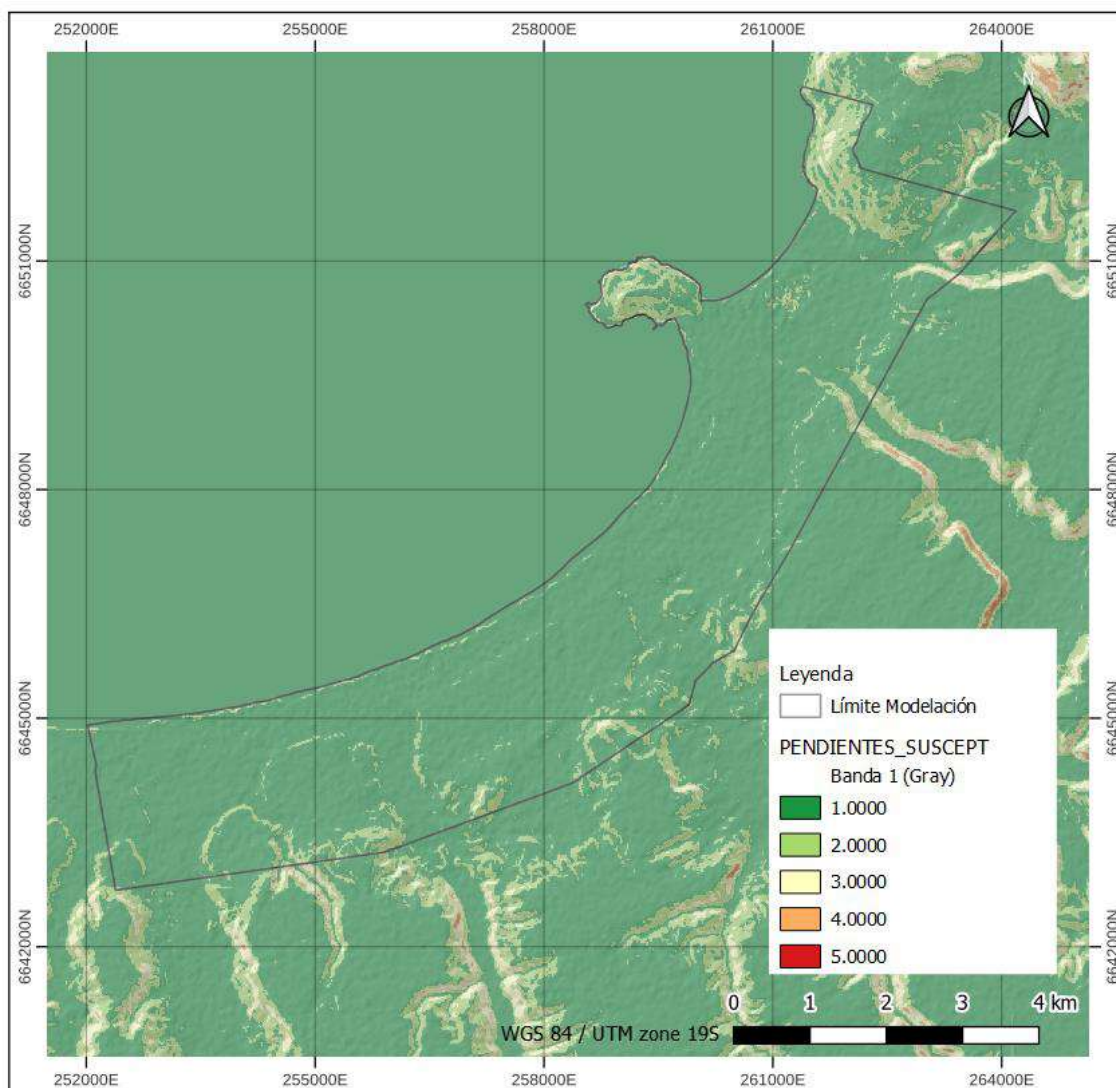 252000E 255000E 258000E 261000E 264000E
N
6651000N 6651000N
6648000N 6648000N
6645000N 6645000N
6642000N 6642000N
Leyenda
Límite Modelación
PENDIENTES_SUSCEPT
Banda 1 (Gray)
1.0000
2.0000
3.0000
4.0000
5.0000
0 1 2 3 4 km
WGS 84 / UTM zone 19S
252000E 255000E 258000E 261000E 264000E